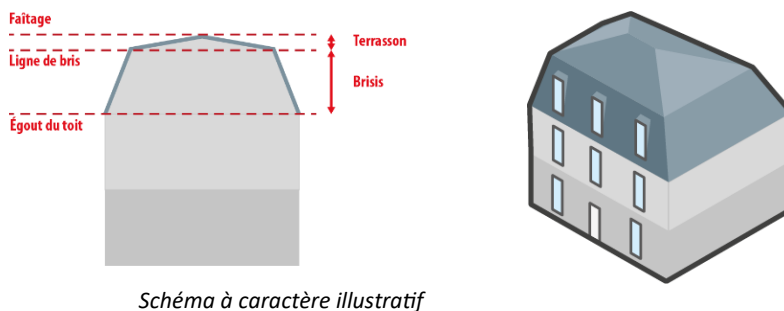 Faîtage
Terrasson
Ligne de bris
Brisis
Égout du toit
Schéma à caractère illustratif